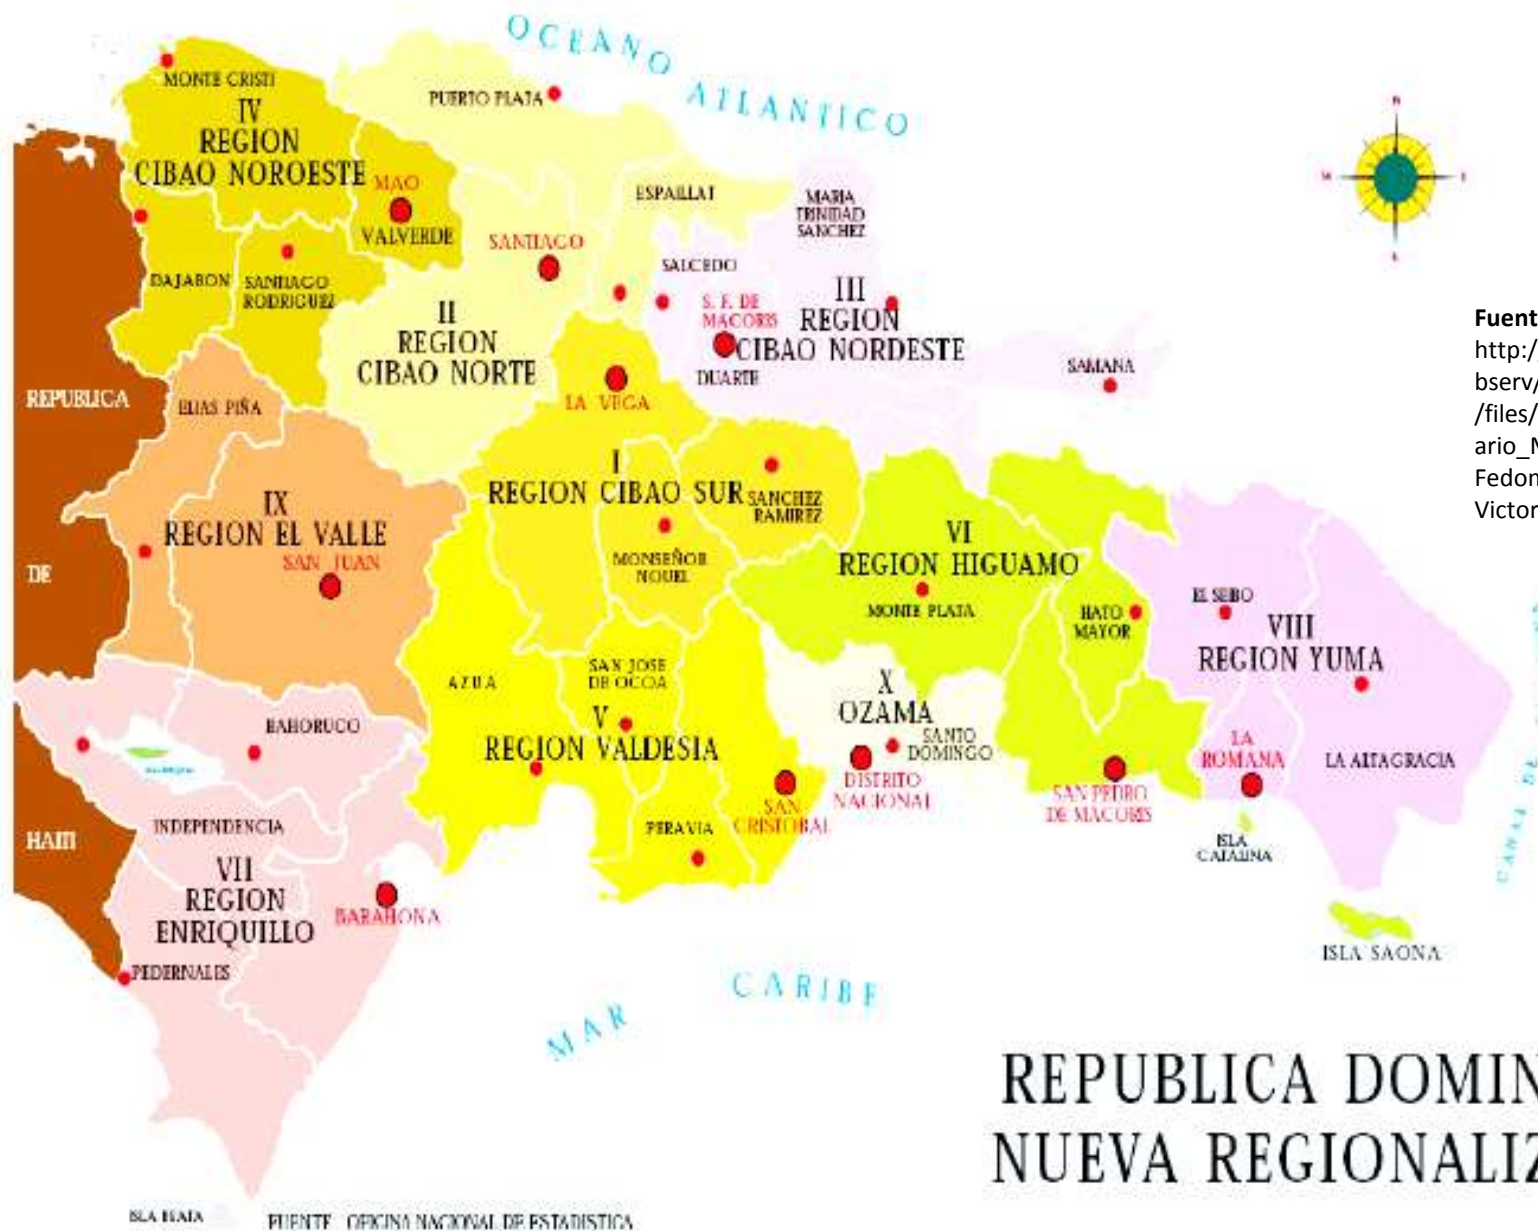 OCEANO
ATLANTICO
MONTE CRISTI
IV
REGION
CIBAO NOROESTE
PUERTO PLATA
MAO
VALVERDE
ESPAILLAT
MARIA
TRINIDAD
SANCHEZ
SANTIAGO
SALCEDO
DAJABON
SANTIAGO
RODRIGUEZ
II
REGION
CIBAO NORTE
S. F. DE
MACORIS
III
REGION
CIBAO NORDESTE
DUARTE
SAMANA
Fuent
http:/
bserv/
/files/
ario_N
Fedon
Victor
REPUBLICA
ELIAS PIÑA
LA VEGA
I
REGION CIBAO SUR
SANCHEZ
RAMIREZ
IX
REGION EL VALLE
SAN JUAN
MONSEÑOR
NOUEL
VI
REGION HIGUAMO
MONTE PLATA
DE
HATO
MAYOR
EL SEIBO
VIII
REGION YUMA
AZUA
SAN JOSE
DE OCOA
V
REGION VALDESIA
X
OZAMA
SANTO
DOMINGO
BAHORUCO
LA
ROMANA
LA ALTAGRACIA
DISTRITO
NACIONAL
SAN PEDRO
DE MACORIS
SAN
CRISTOBAL
PERAVIA
INDEPENDENCIA
HAITI
ISLA
CATALINA
CANAL DE
VII
REGION
ENRIQUILLO
BARAHONA
PEDERNALES
ISLA SAONA
MAR CARIBE
REPUBLICA DOMIN
NUEVA REGIONALIZ
ISLA BEATA
FUENTE OFICINA NACIONAL DE ESTADISTICA